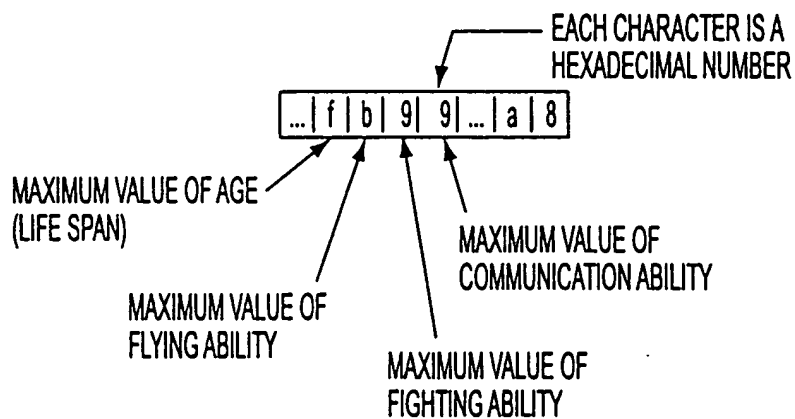 EACH CHARACTER IS A
HEXADECIMAL NUMBER
...| f | b | 9 | 9 |...| a | 8
MAXIMUM VALUE OF AGE
(LIFE SPAN)
MAXIMUM VALUE OF
COMMUNICATION ABILITY
MAXIMUM VALUE OF
FLYING ABILITY
MAXIMUM VALUE OF
FIGHTING ABILITY